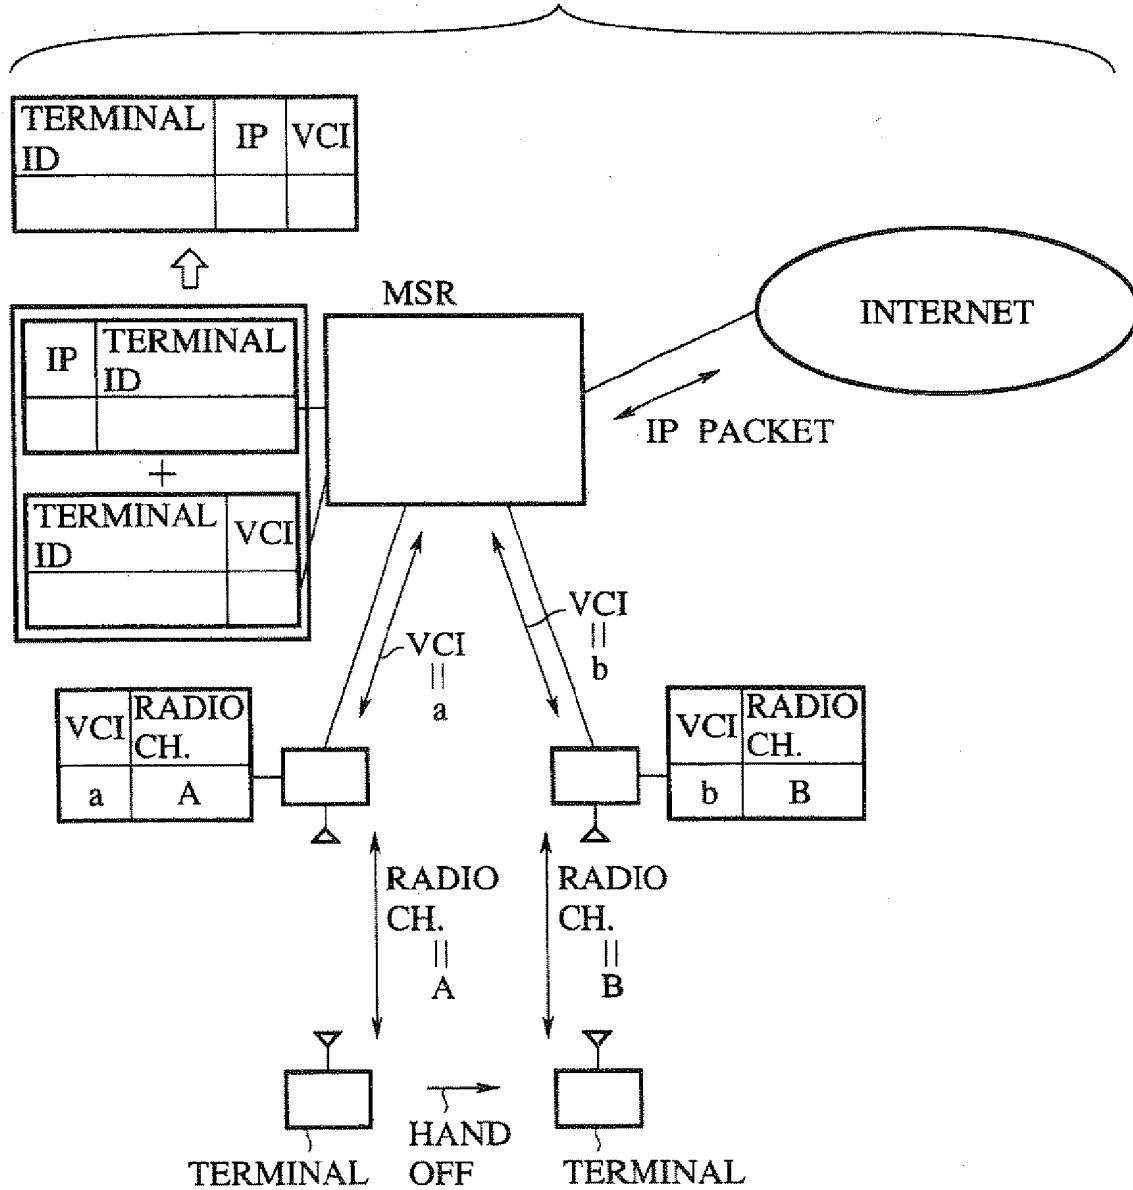 TERMINAL
ID
IP
VCI
MSR
INTERNET
IP
TERMINAL
ID
IP PACKET
+
TERMINAL
ID
VCI
VCI
=
a
VCI
=
b
VCI
RADIO
CH.
a
A
VCI
RADIO
CH.
b
B
RADIO
CH.
=
A
RADIO
CH.
=
B
HAND
OFF
TERMINAL
TERMINAL